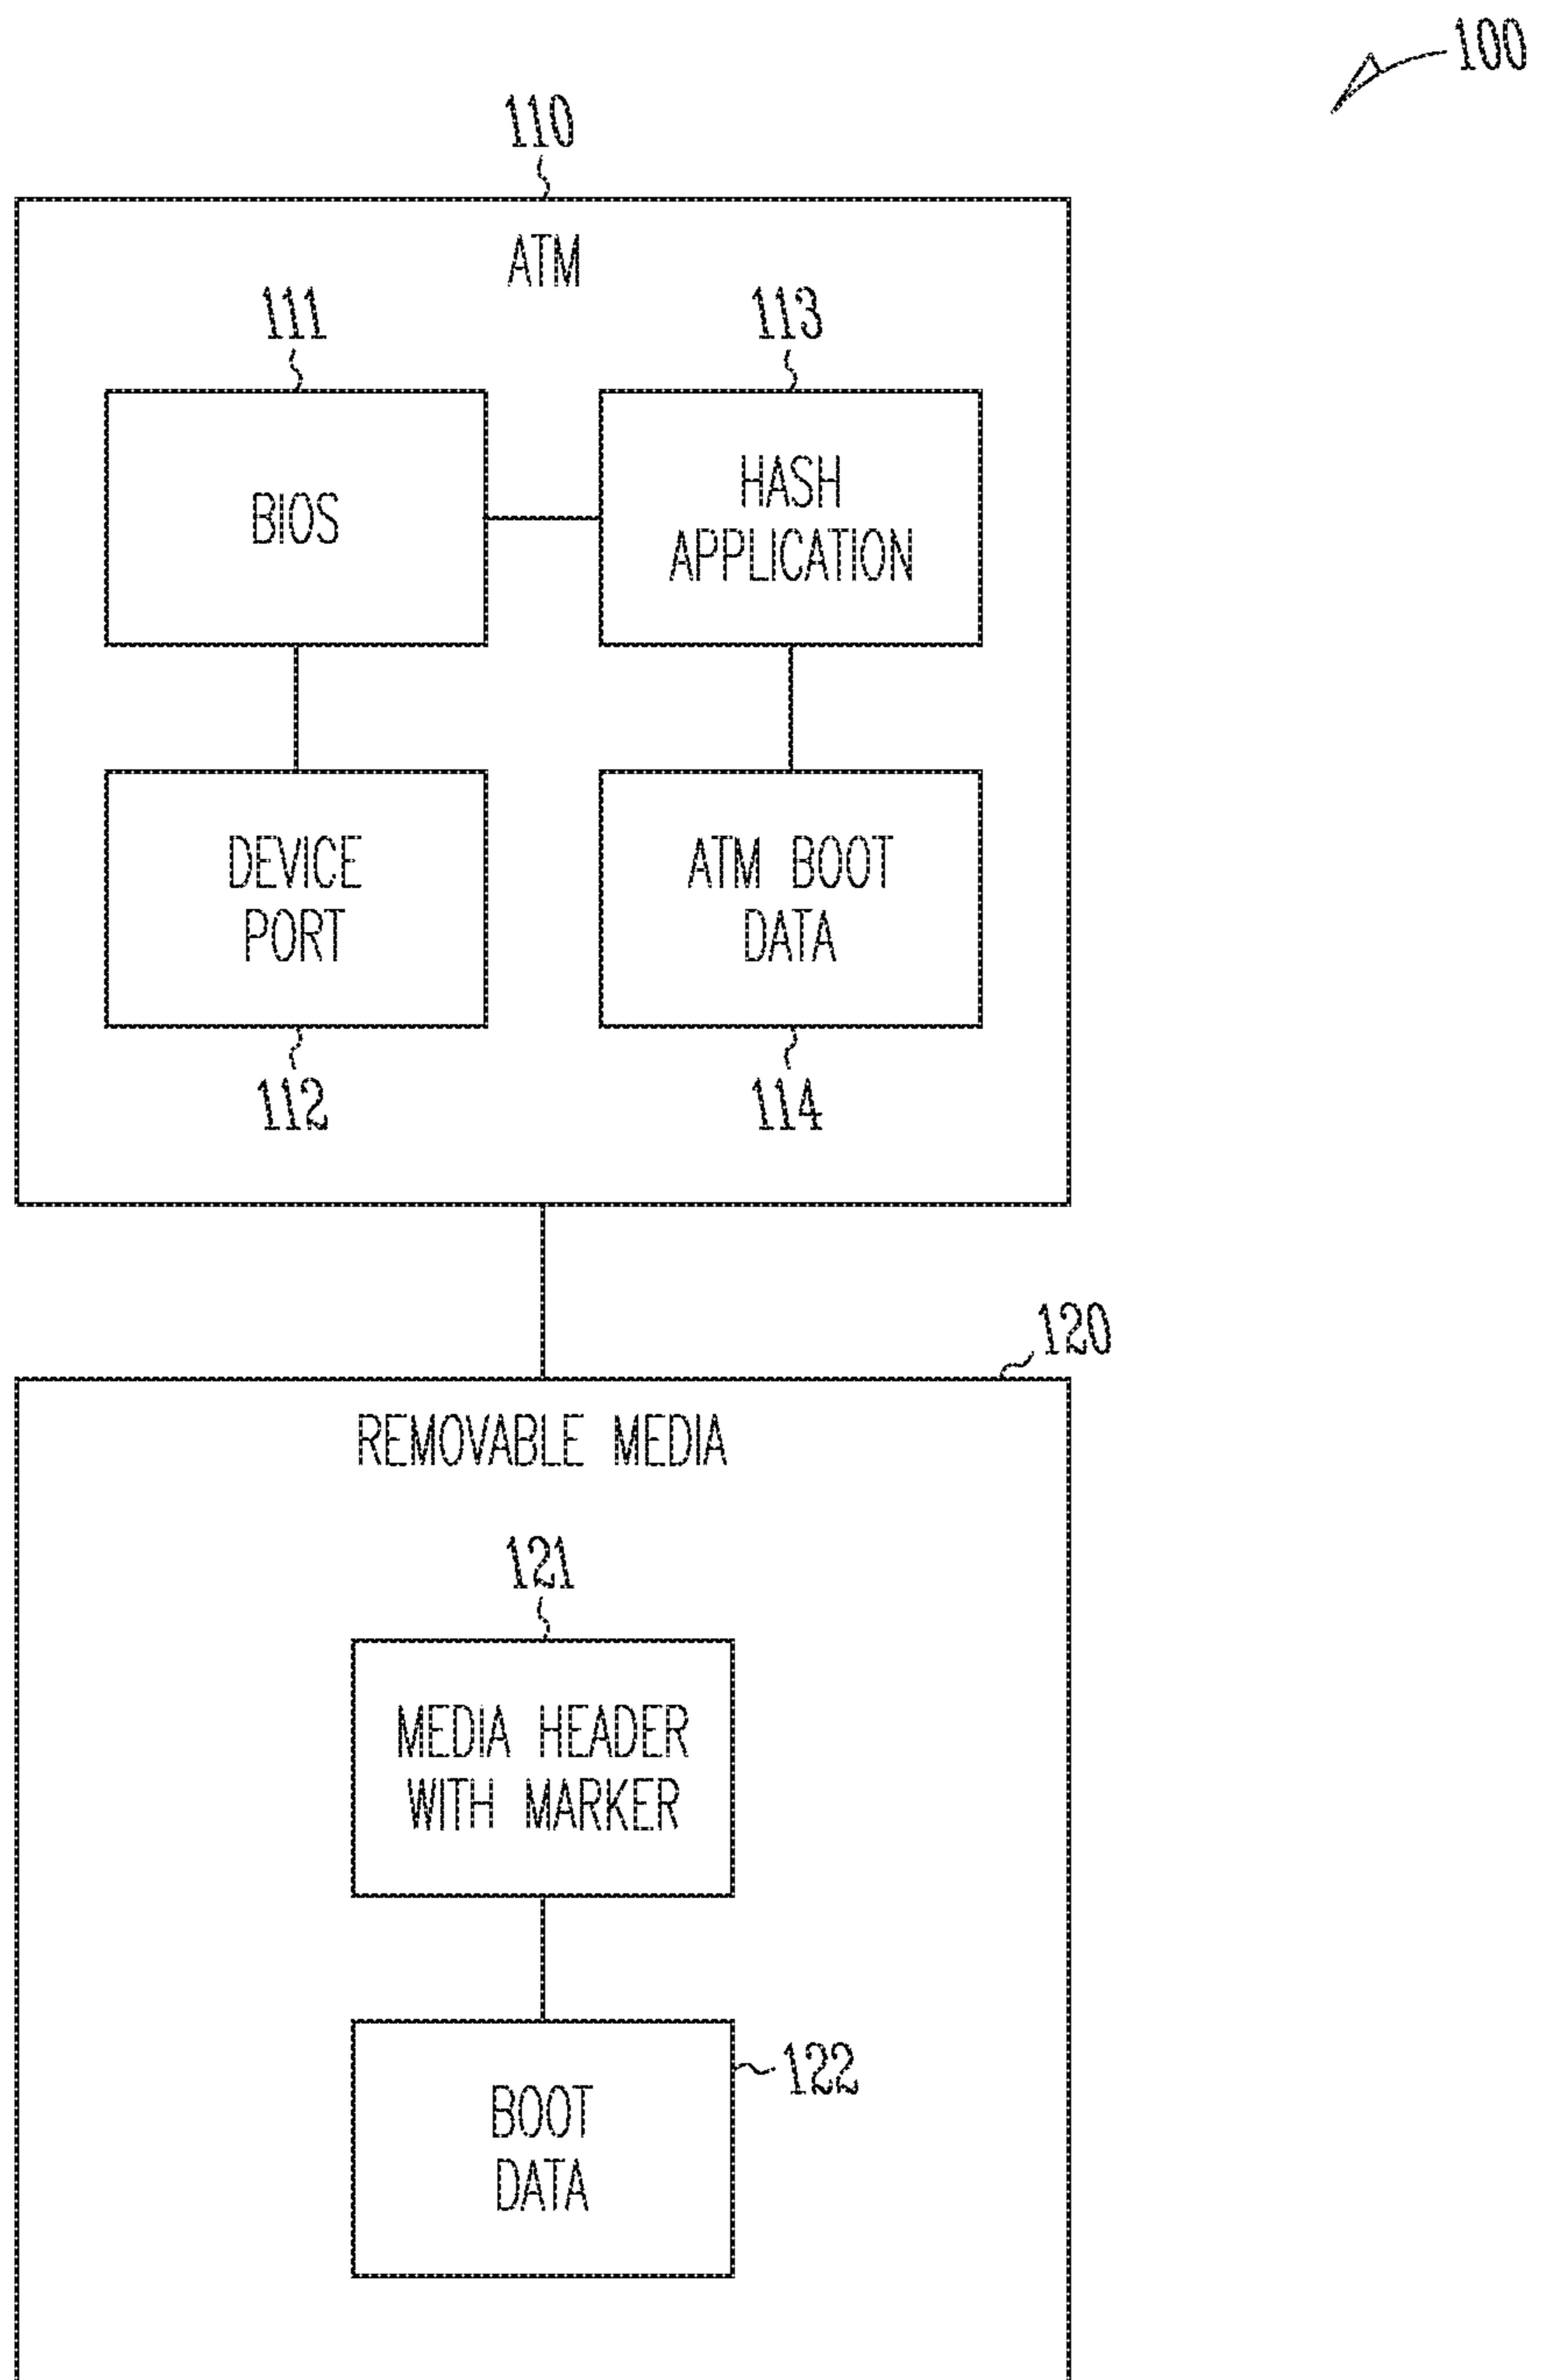 100
110
ATM
111
113
BIOS
HASH
APPLICATION
DEVICE
PORT
ATM BOOT
DATA
112
114
120
REMOVABLE MEDIA
121
MEDIA HEADER
WITH MARKER
122
BOOT
DATA